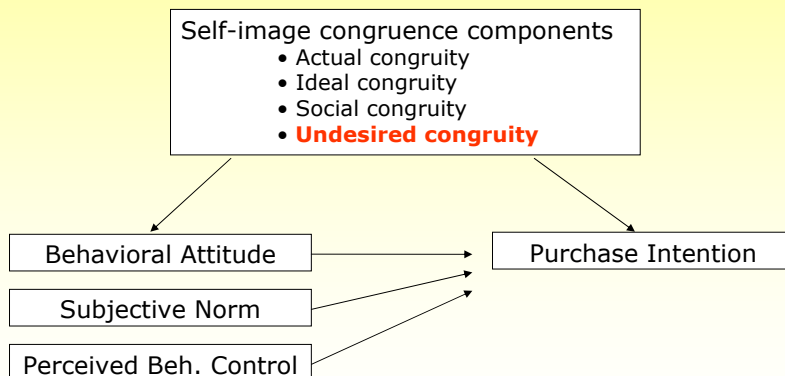 Self-image congruence components
• Actual congruity
• Ideal congruity
• Social congruity
• Undesired congruity
Behavioral Attitude
Purchase Intention
Subjective Norm
Perceived Beh. Control